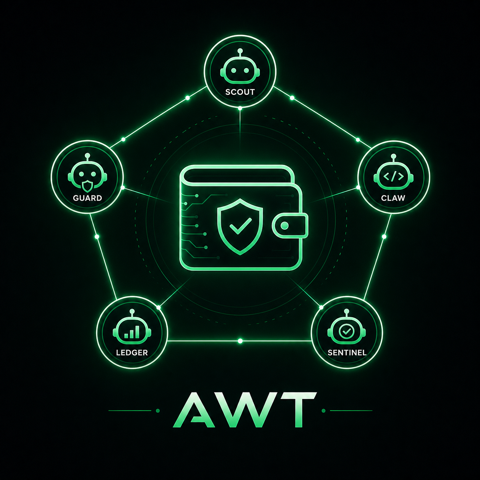 SCOUT
GUARD
</>
CLAW
LEDGER
SENTINEL
AWT